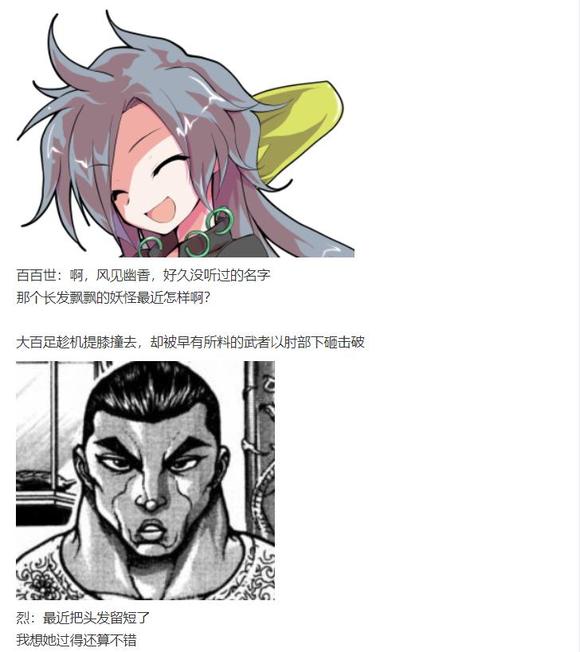 百百世：啊，风见幽香，好久没听过的名字
那个长发飘飘的妖怪最近怎样啊？
大百足趁机提膝撞去，却被早有所料的武者以肘部下砸击破
烈：最近把头发留短了
我想她过得还算不错